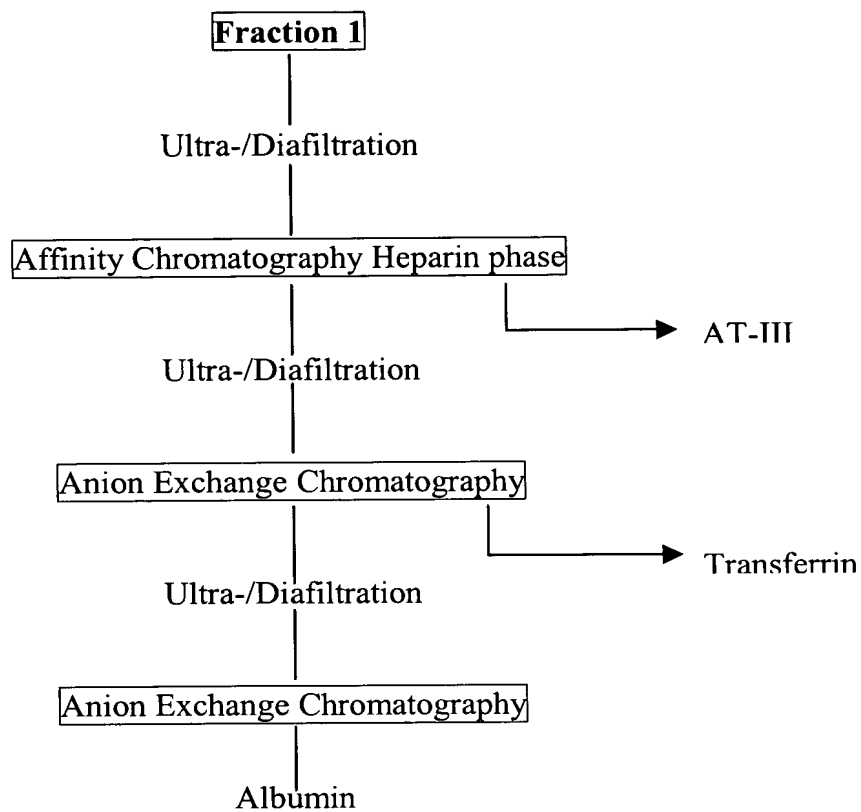 Fraction 1
Ultra-/Diafiltration
Affinity Chromatography Heparin phase
AT-III
Ultra-/Diafiltration
Anion Exchange Chromatography
Transferrin
Ultra-/Diafiltration
Anion Exchange Chromatography
Albumin